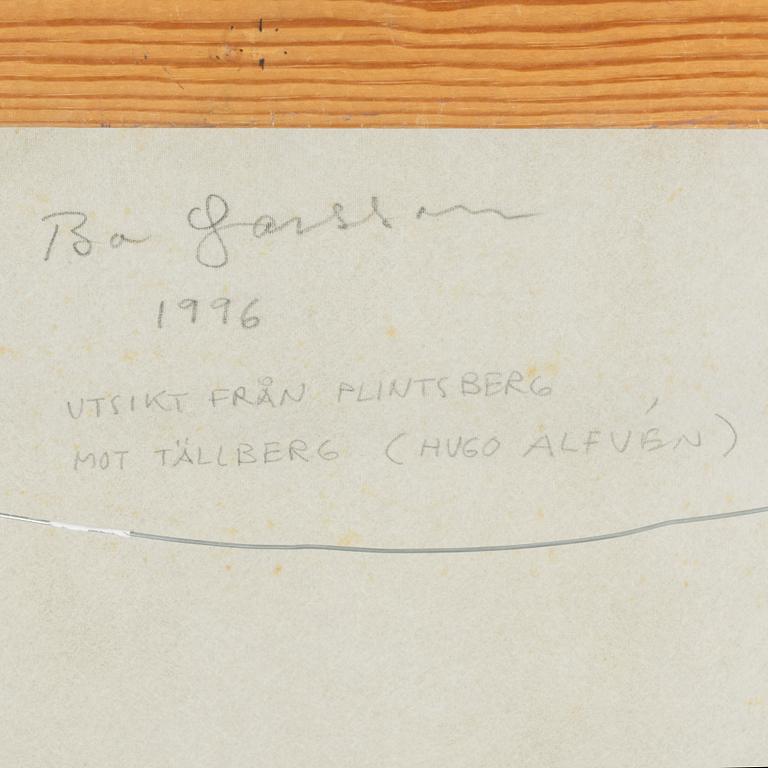 Bo Larsson
1996
UTSIKT FRÅN PLINTSBERG
MOT TÄLLBERG (HUGO ALFVÉN)